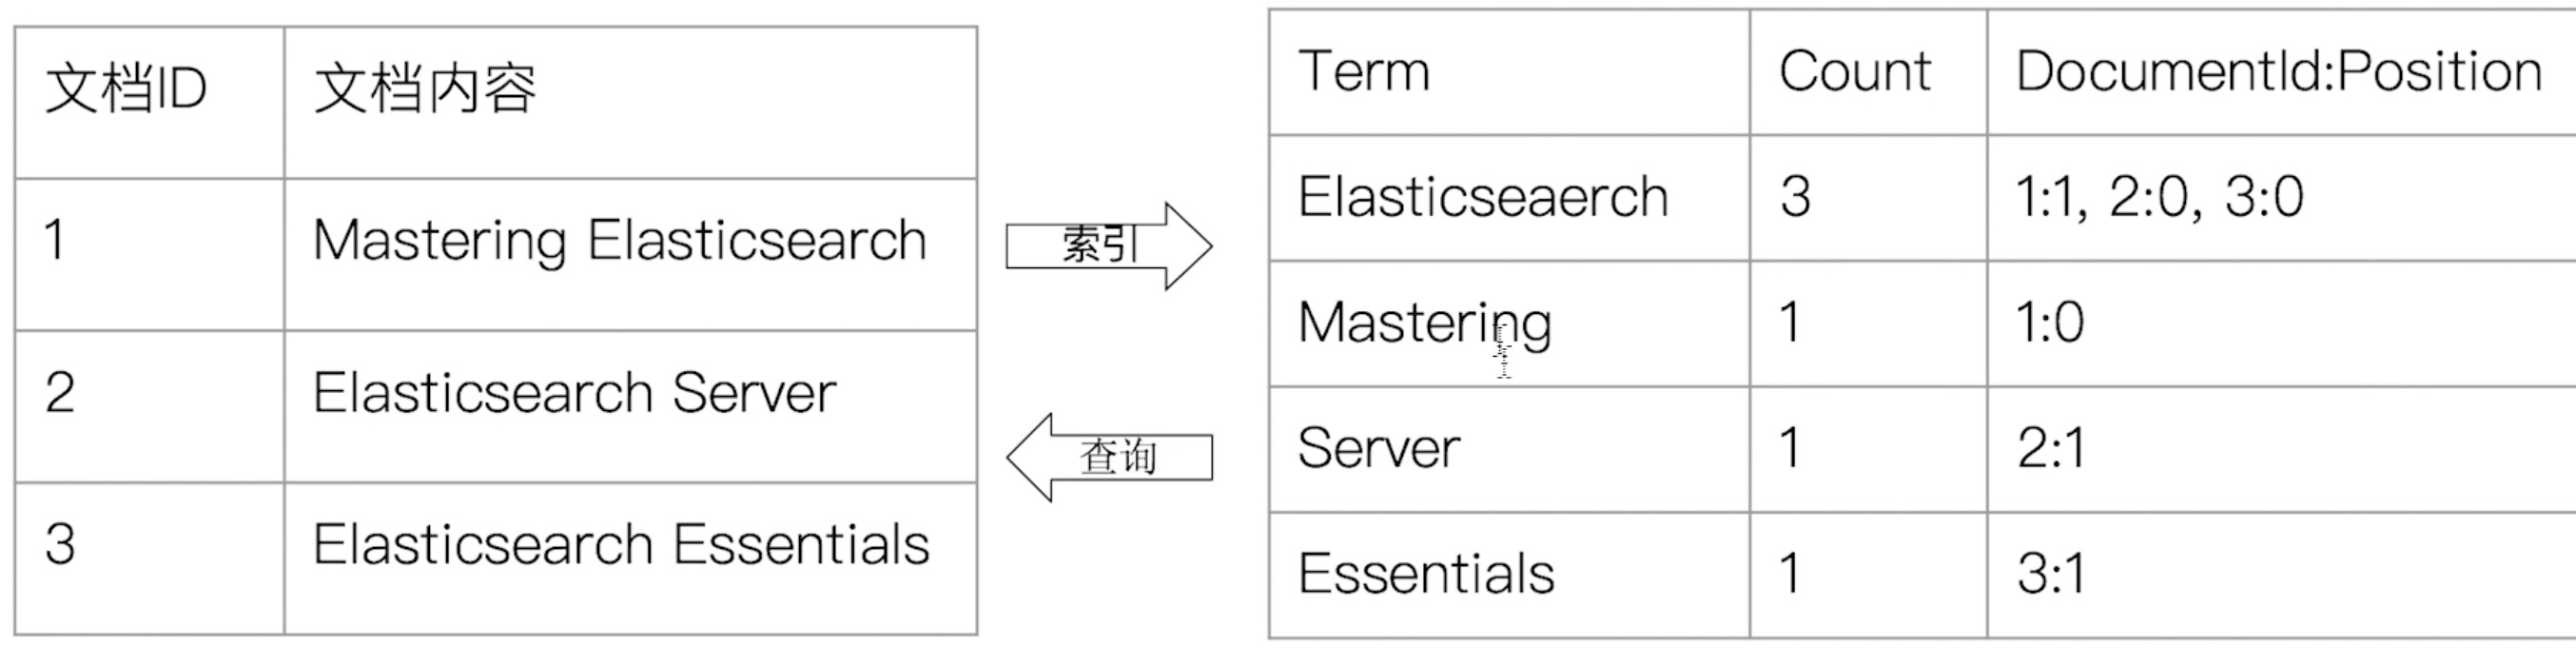 文档ID 文档内容
1 Mastering Elasticsearch
2 Elasticsearch Server
3 Elasticsearch Essentials
索引
查询
Term Count DocumentId:Position
Elasticseaerch 3 1:1, 2:0, 3:0
Mastering 1 1:0
Server 1 2:1
Essentials 1 3:1